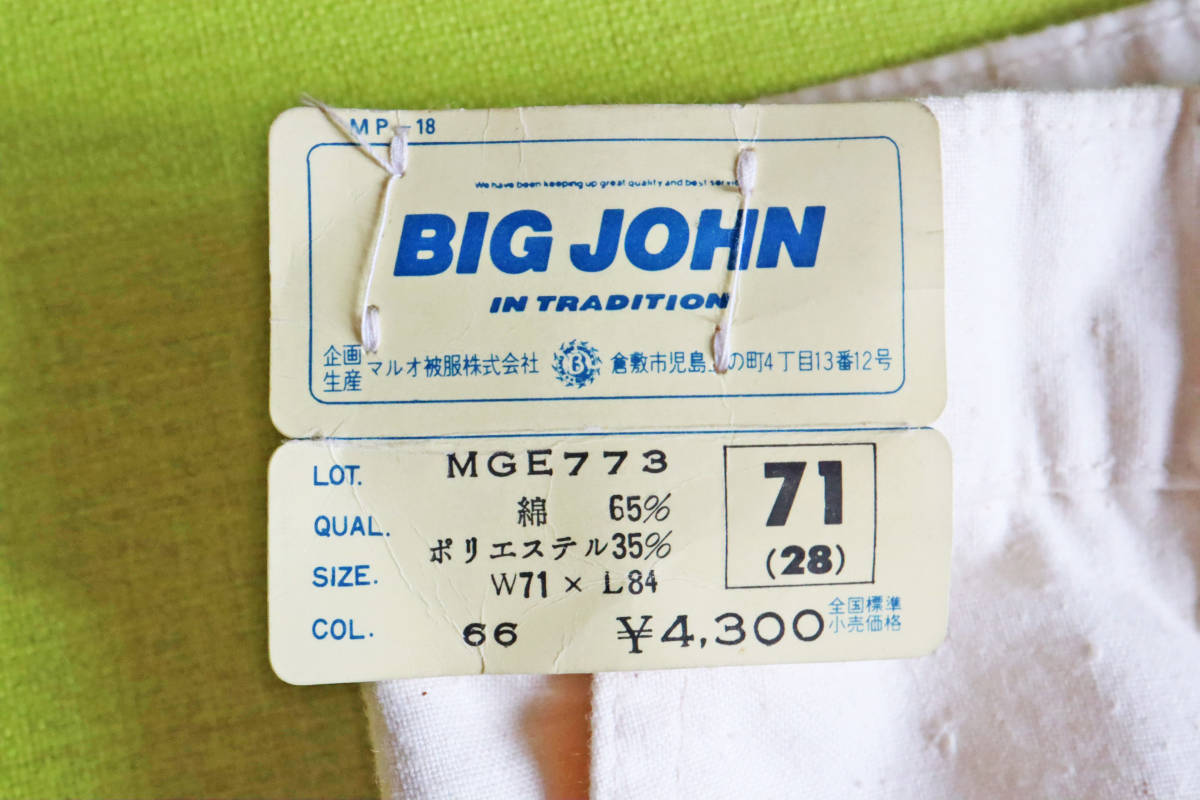 MP-18
We have been keeping up great quality and best
BIG JOHN
IN TRADITION
企画 生産 マルオ被服株式会社 B 倉敷市児島 の町4丁目13番12号
LOT. MGE773
QUAL. 綿 65%
ポリエステル35%
SIZE. W71 × L84
COL. 66
71
(28)
¥4,300 全国標準 小売価格